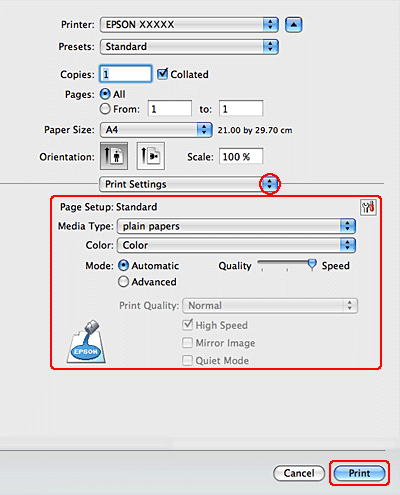 Printer: EPSON XXXXX
Presets: Standard
Copies: 1 Collated
Pages: All
From: 1 to: 1
Paper Size: A4 21.00 by 29.70 cm
Orientation: Scale: 100 %
Print Settings
Page Setup: Standard
Media Type: plain papers
Color: Color
Mode: Automatic Quality Speed
Advanced
Print Quality: Normal
High Speed
Mirror Image
Quiet Mode
EPSON
Cancel Print